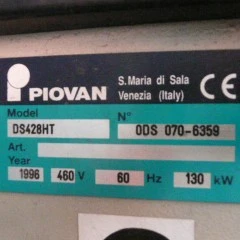 PIOVAN
S. Maria di Sala
Venezia (Italy)
CE
Model
N°
DS428HT
0DS 070-6359
Art.
Year
1996 460 V 60 Hz 130 kW